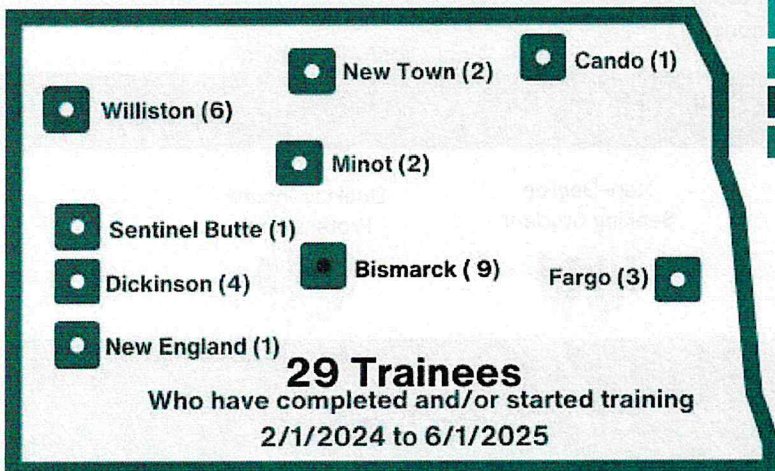 Cando (1)
New Town (2)
Williston (6)
Minot (2)
Sentinel Butte (1)
Bismarck ( 9)
Fargo (3)
Dickinson (4)
New England (1)
29 Trainees
Who have completed and/or started training
2/1/2024 to 6/1/2025